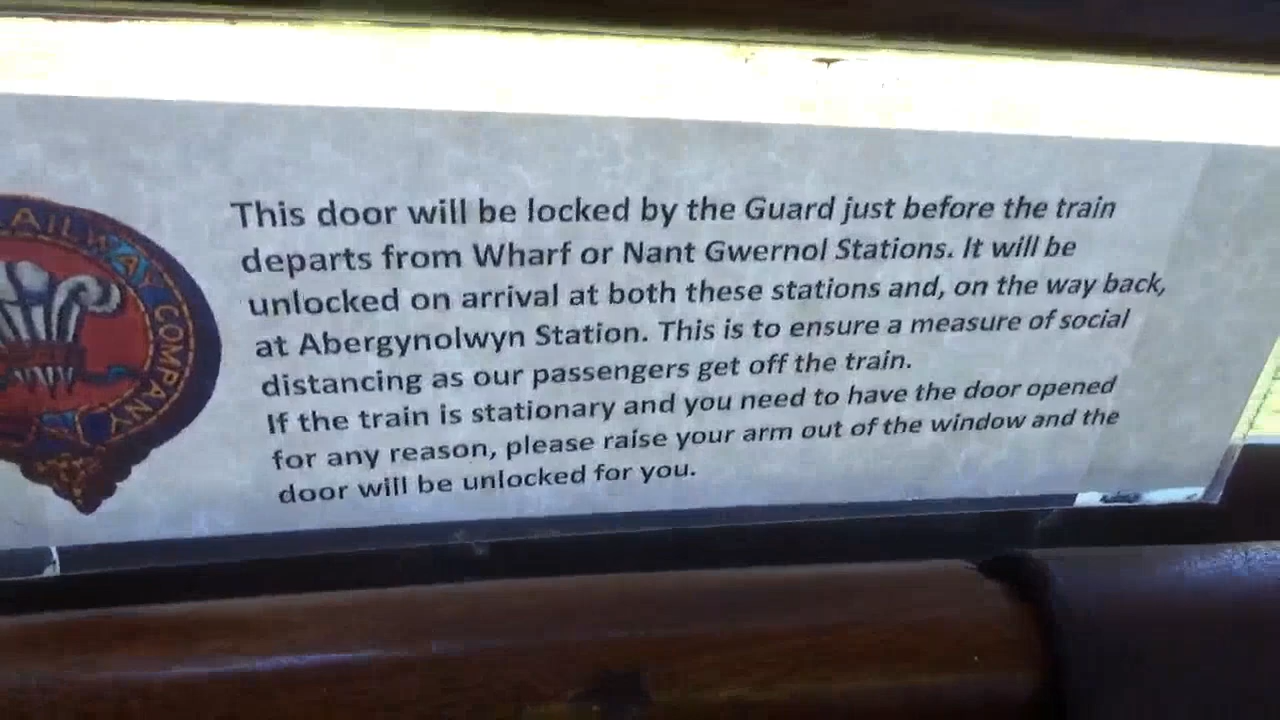 RAILWAY COMPANY
This door will be locked by the Guard just before the train
departs from Wharf or Nant Gwernol Stations. It will be
unlocked on arrival at both these stations and, on the way back,
at Abergynolwyn Station. This is to ensure a measure of social
distancing as our passengers get off the train.
If the train is stationary and you need to have the door opened
for any reason, please raise your arm out of the window and the
door will be unlocked for you.